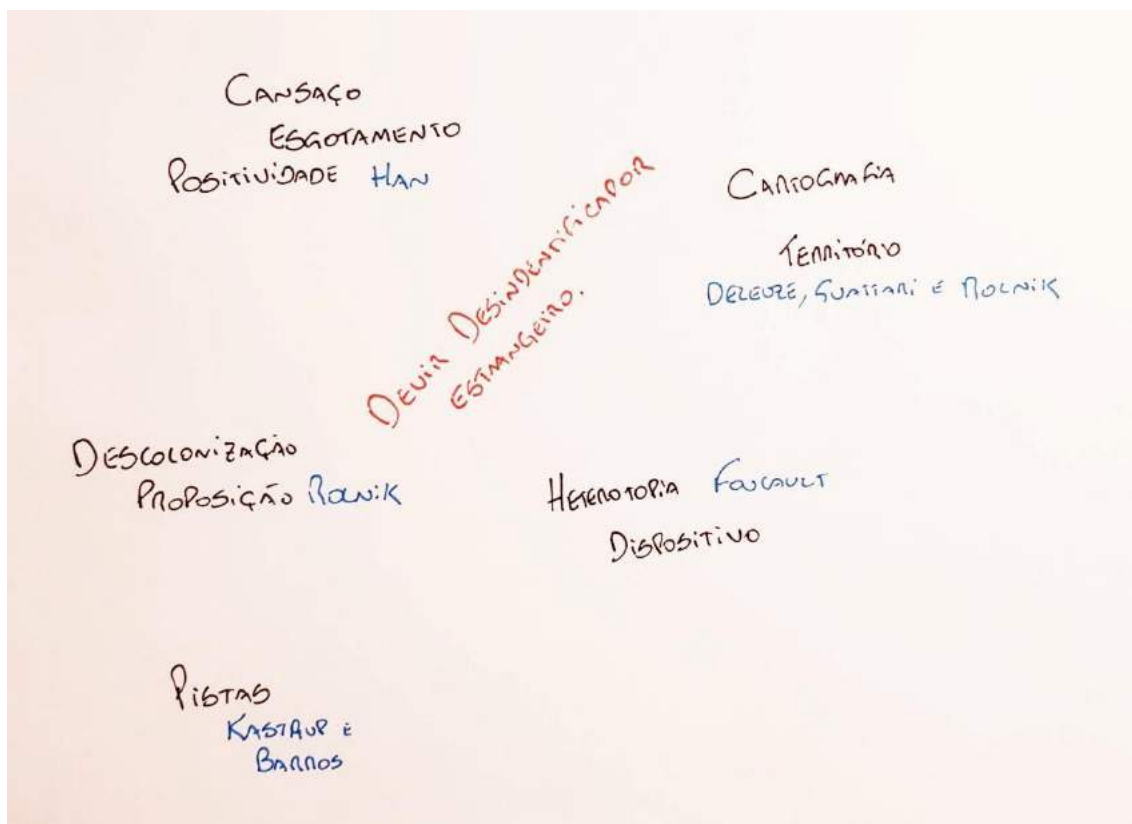 Cansaço
Esgotamento
Positividade Han
Cartografia
Território
Deleuze, Guattari e Rolnik
Devir Desindentificador
estrangeiro.
Descolonização
Proposição Rolnik
Heterotopia Foucault
Dispositivo
Pistas
Kastrup e
Barros